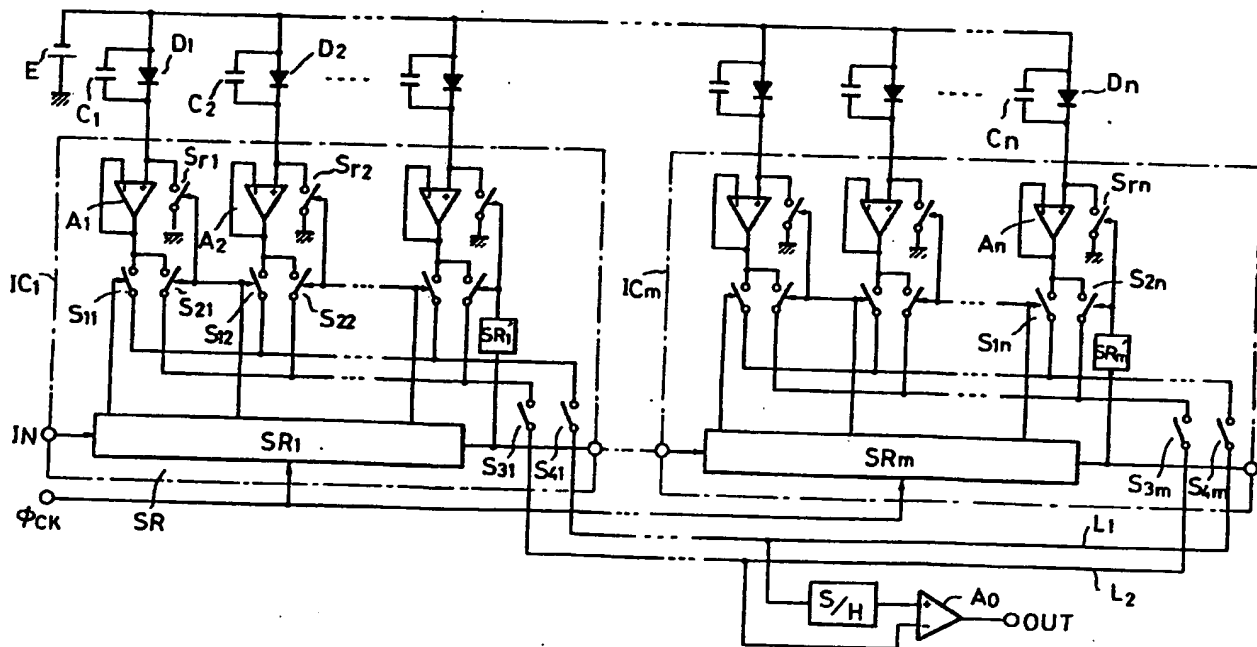 E
C1
D1
C2
D2
Cn
Dn
Sr1
Sr2
Srn
A1
A2
An
IC1
ICm
S11
S21
S12
S22
S1n
S2n
SR1'
SRm'
IN
SR1
SRm
S31
S41
S3m
S4m
ΦCK
SR
L1
L2
S/H
+
-
A0
OUT